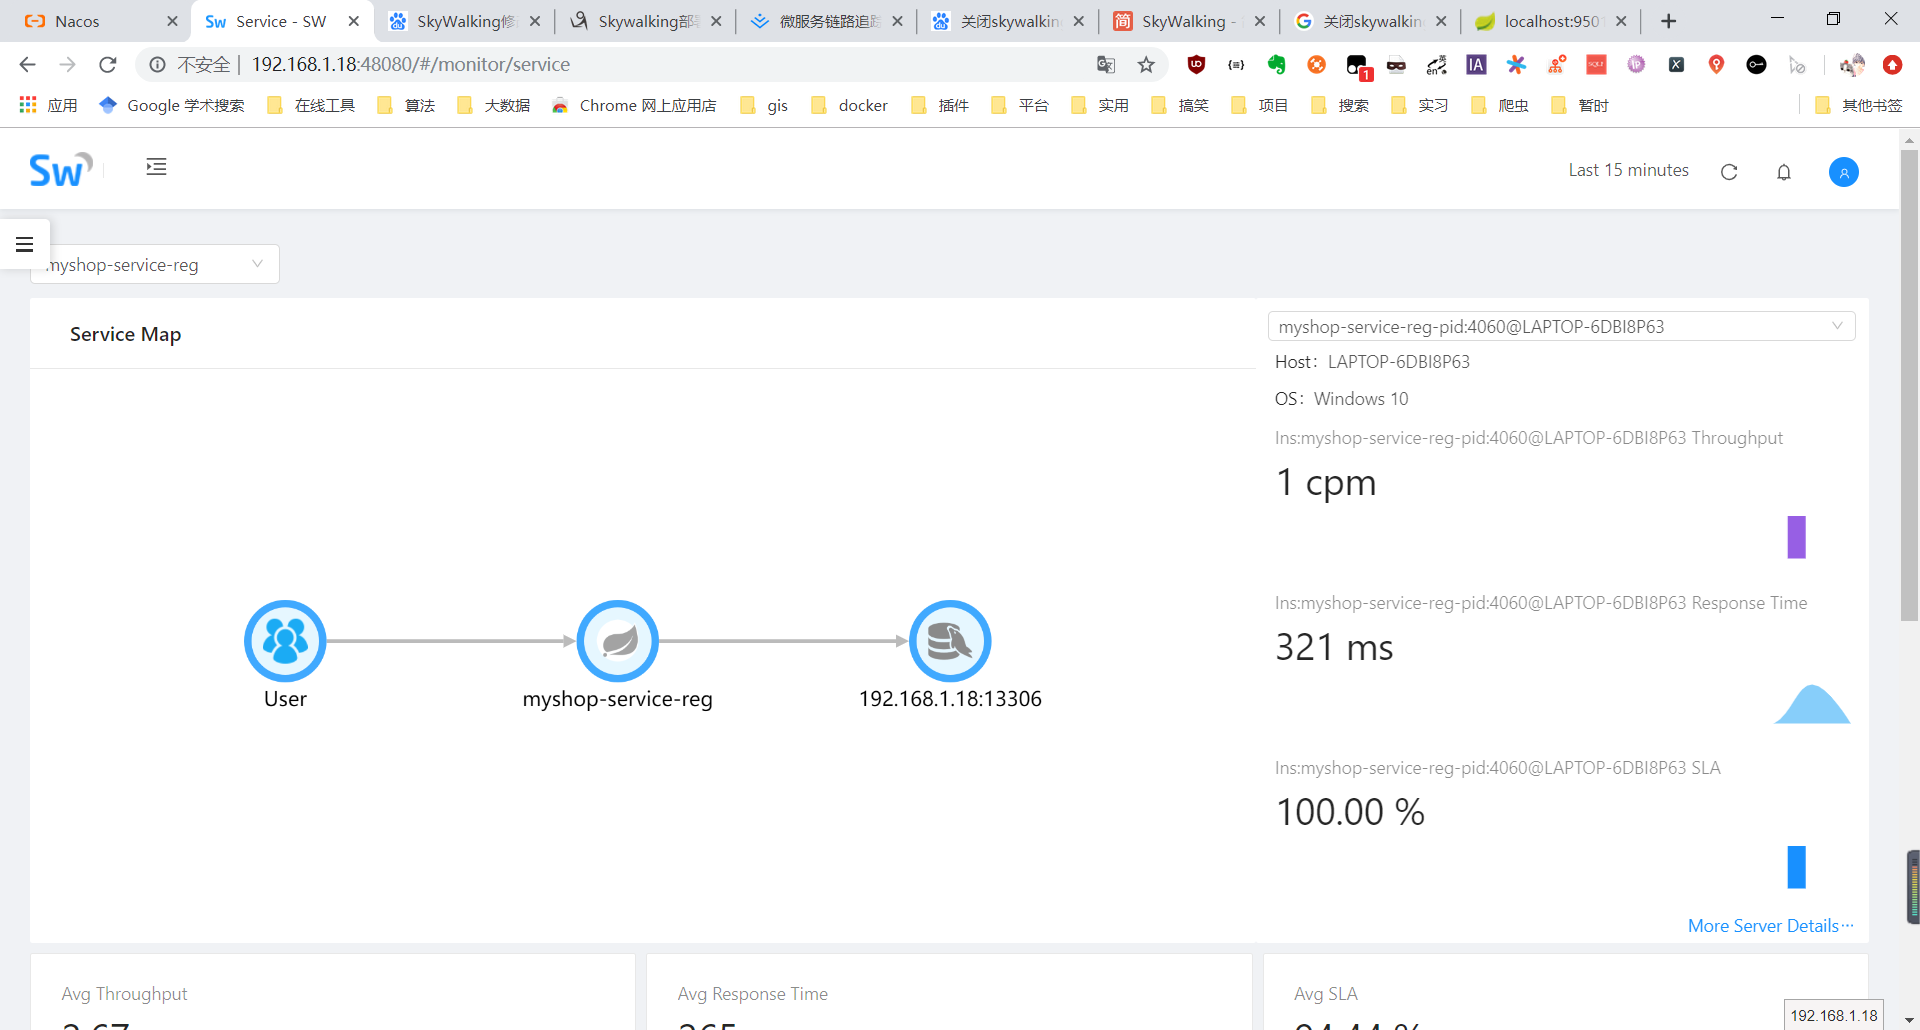 Nacos
Service - SW
SkyWalking修
Skywalking部
微服务链路追踪
关闭skywalkin
SkyWalking -
关闭skywalkin
localhost:9501
不安全 | 192.168.1.18:48080/#/monitor/service
1
应用
Google 学术搜索
在线工具
算法
大数据
Chrome 网上应用店
gis
docker
插件
平台
实用
搞笑
项目
搜索
实习
爬虫
暂时
其他书签
Sw
Last 15 minutes
myshop-service-reg
Service Map
myshop-service-reg-pid:4060@LAPTOP-6DBI8P63
Host: LAPTOP-6DBI8P63
OS: Windows 10
Ins:myshop-service-reg-pid:4060@LAPTOP-6DBI8P63 Throughput
1 cpm
Ins:myshop-service-reg-pid:4060@LAPTOP-6DBI8P63 Response Time
321 ms
User
myshop-service-reg
192.168.1.18:13306
Ins:myshop-service-reg-pid:4060@LAPTOP-6DBI8P63 SLA
100.00 %
More Server Details···
Avg Throughput
Avg Response Time
Avg SLA
192.168.1.18